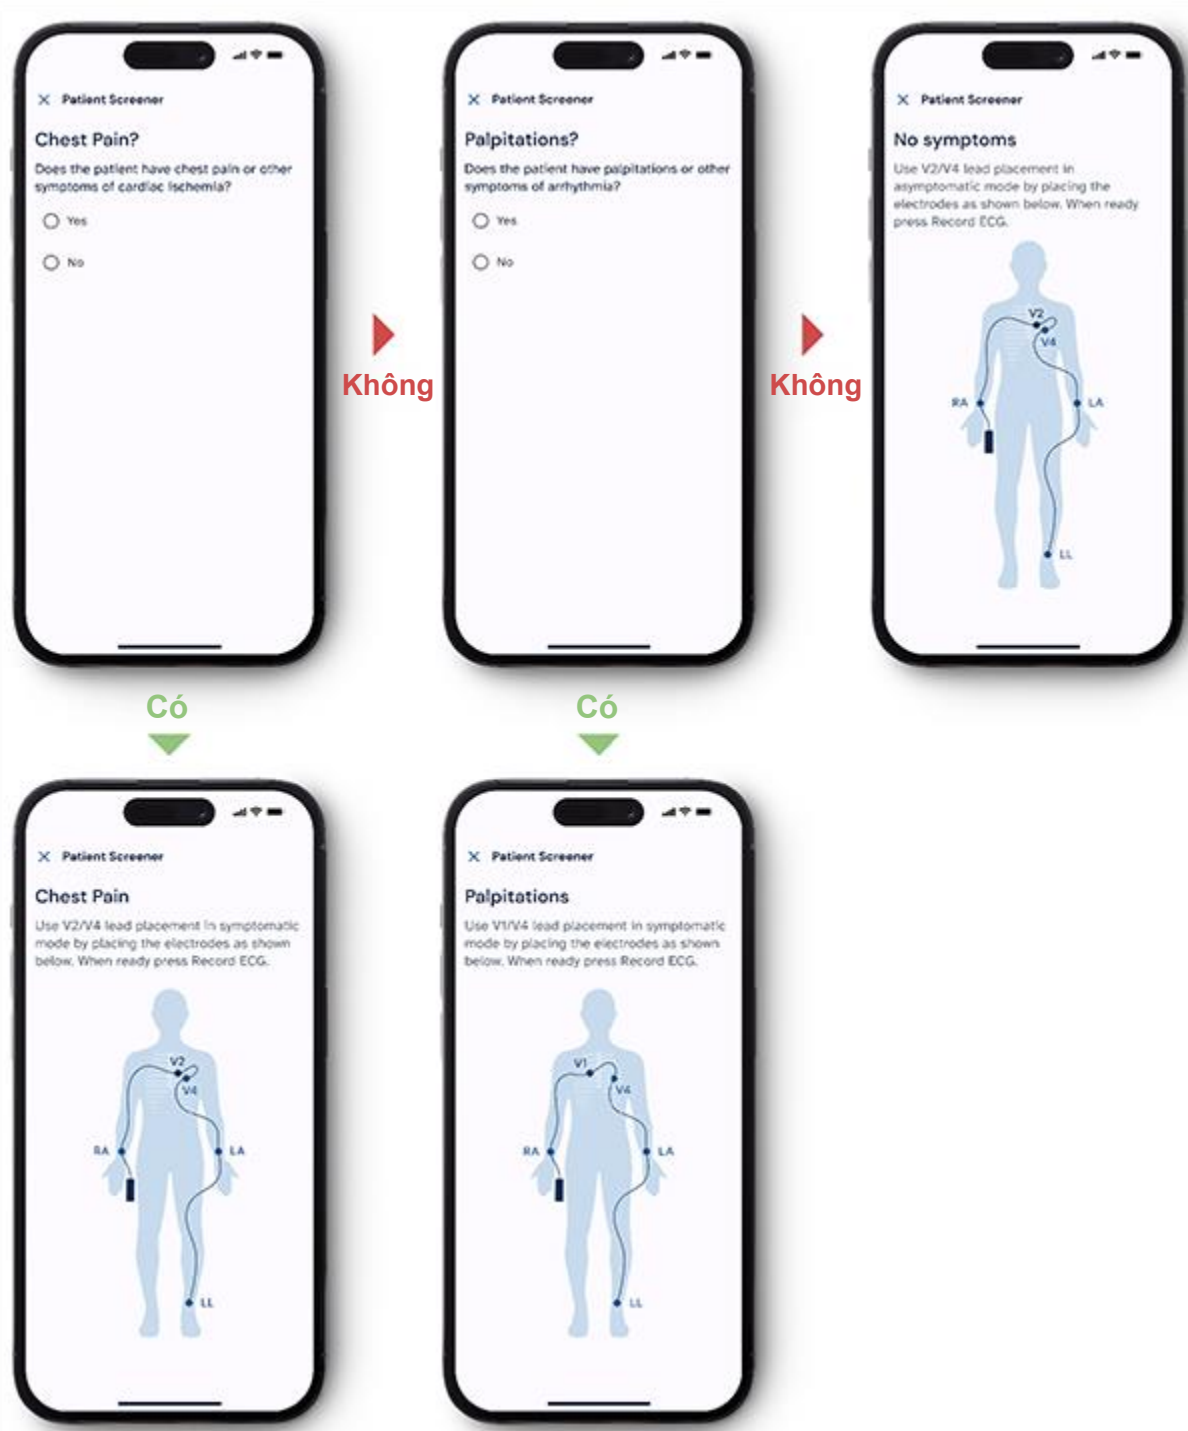 Patient Screener
Chest Pain?
Does the patient have chest pain or other
symptoms of cardiac ischemia?
Yes
No
Không
Patient Screener
Palpitations?
Does the patient have palpitations or other
symptoms of arrhythmia?
Yes
No
Không
Patient Screener
No symptoms
Use V2/V4 lead placement in
asymptomatic mode by placing the
electrodes as shown below. When ready
press Record ECG.
V2
V4
RA
LA
LL
Có
Có
Patient Screener
Chest Pain
Use V2/V4 lead placement in symptomatic
mode by placing the electrodes as shown
below. When ready press Record ECG.
V2
V4
RA
LA
LL
Patient Screener
Palpitations
Use V1/V4 lead placement in symptomatic
mode by placing the electrodes as shown
below. When ready press Record ECG.
V1
V4
RA
LA
LL